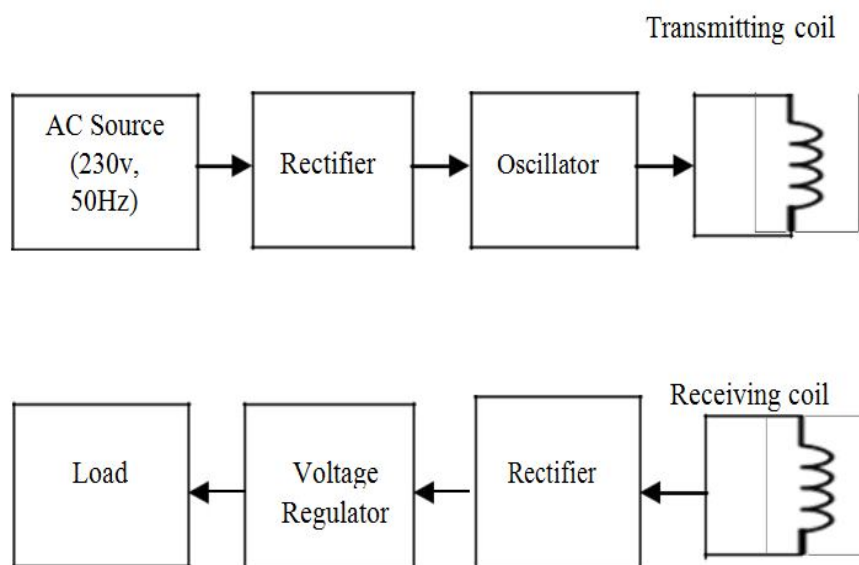 Transmitting coil
AC Source
(230v,
50Hz)
Rectifier
Oscillator
Receiving coil
Load
Voltage
Regulator
Rectifier